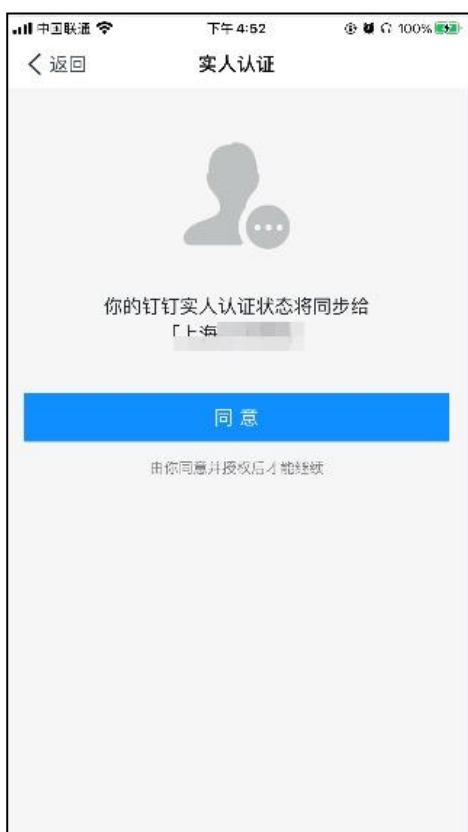 中国联通 下午 4:52 100%
返回 实人认证
你的钉钉实人认证状态将同步给
「上海
同意
由你同意并授权后才能继续